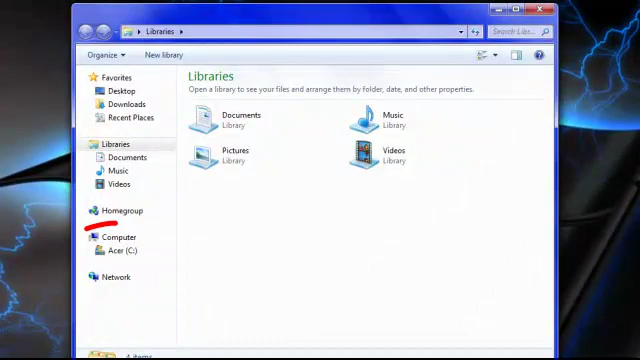 Libraries
Search Libr...
Organize
New library
Favorites
Desktop
Downloads
Recent Places
Libraries
Documents
Music
Videos
Homegroup
Computer
Acer (C:)
Network
Libraries
Open a library to see your files and arrange them by folder, date, and other properties.
Documents
Library
Music
Library
Pictures
Library
Videos
Library
4 items